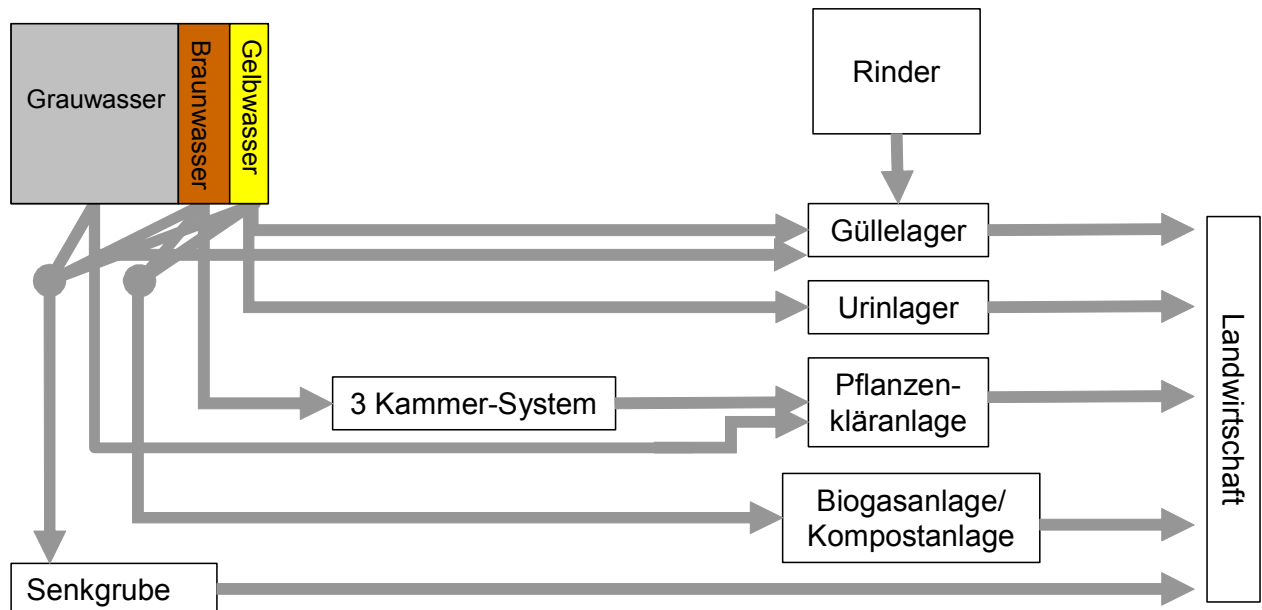 Grauwasser
Braunwasser
Gelbwasser
Rinder
Güllelager
Urinlager
3 Kammer-System
Pflanzen-
kläranlage
Biogasanlage/
Kompostanlage
Senkgrube
Landwirtschaft